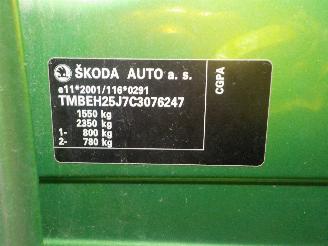 ŠKODA AUTO a. s.
e11*2001/116*0291
TMBEH25J7C3076247
1550 kg
2350 kg
1- 800 kg
2- 780 kg
CGPA